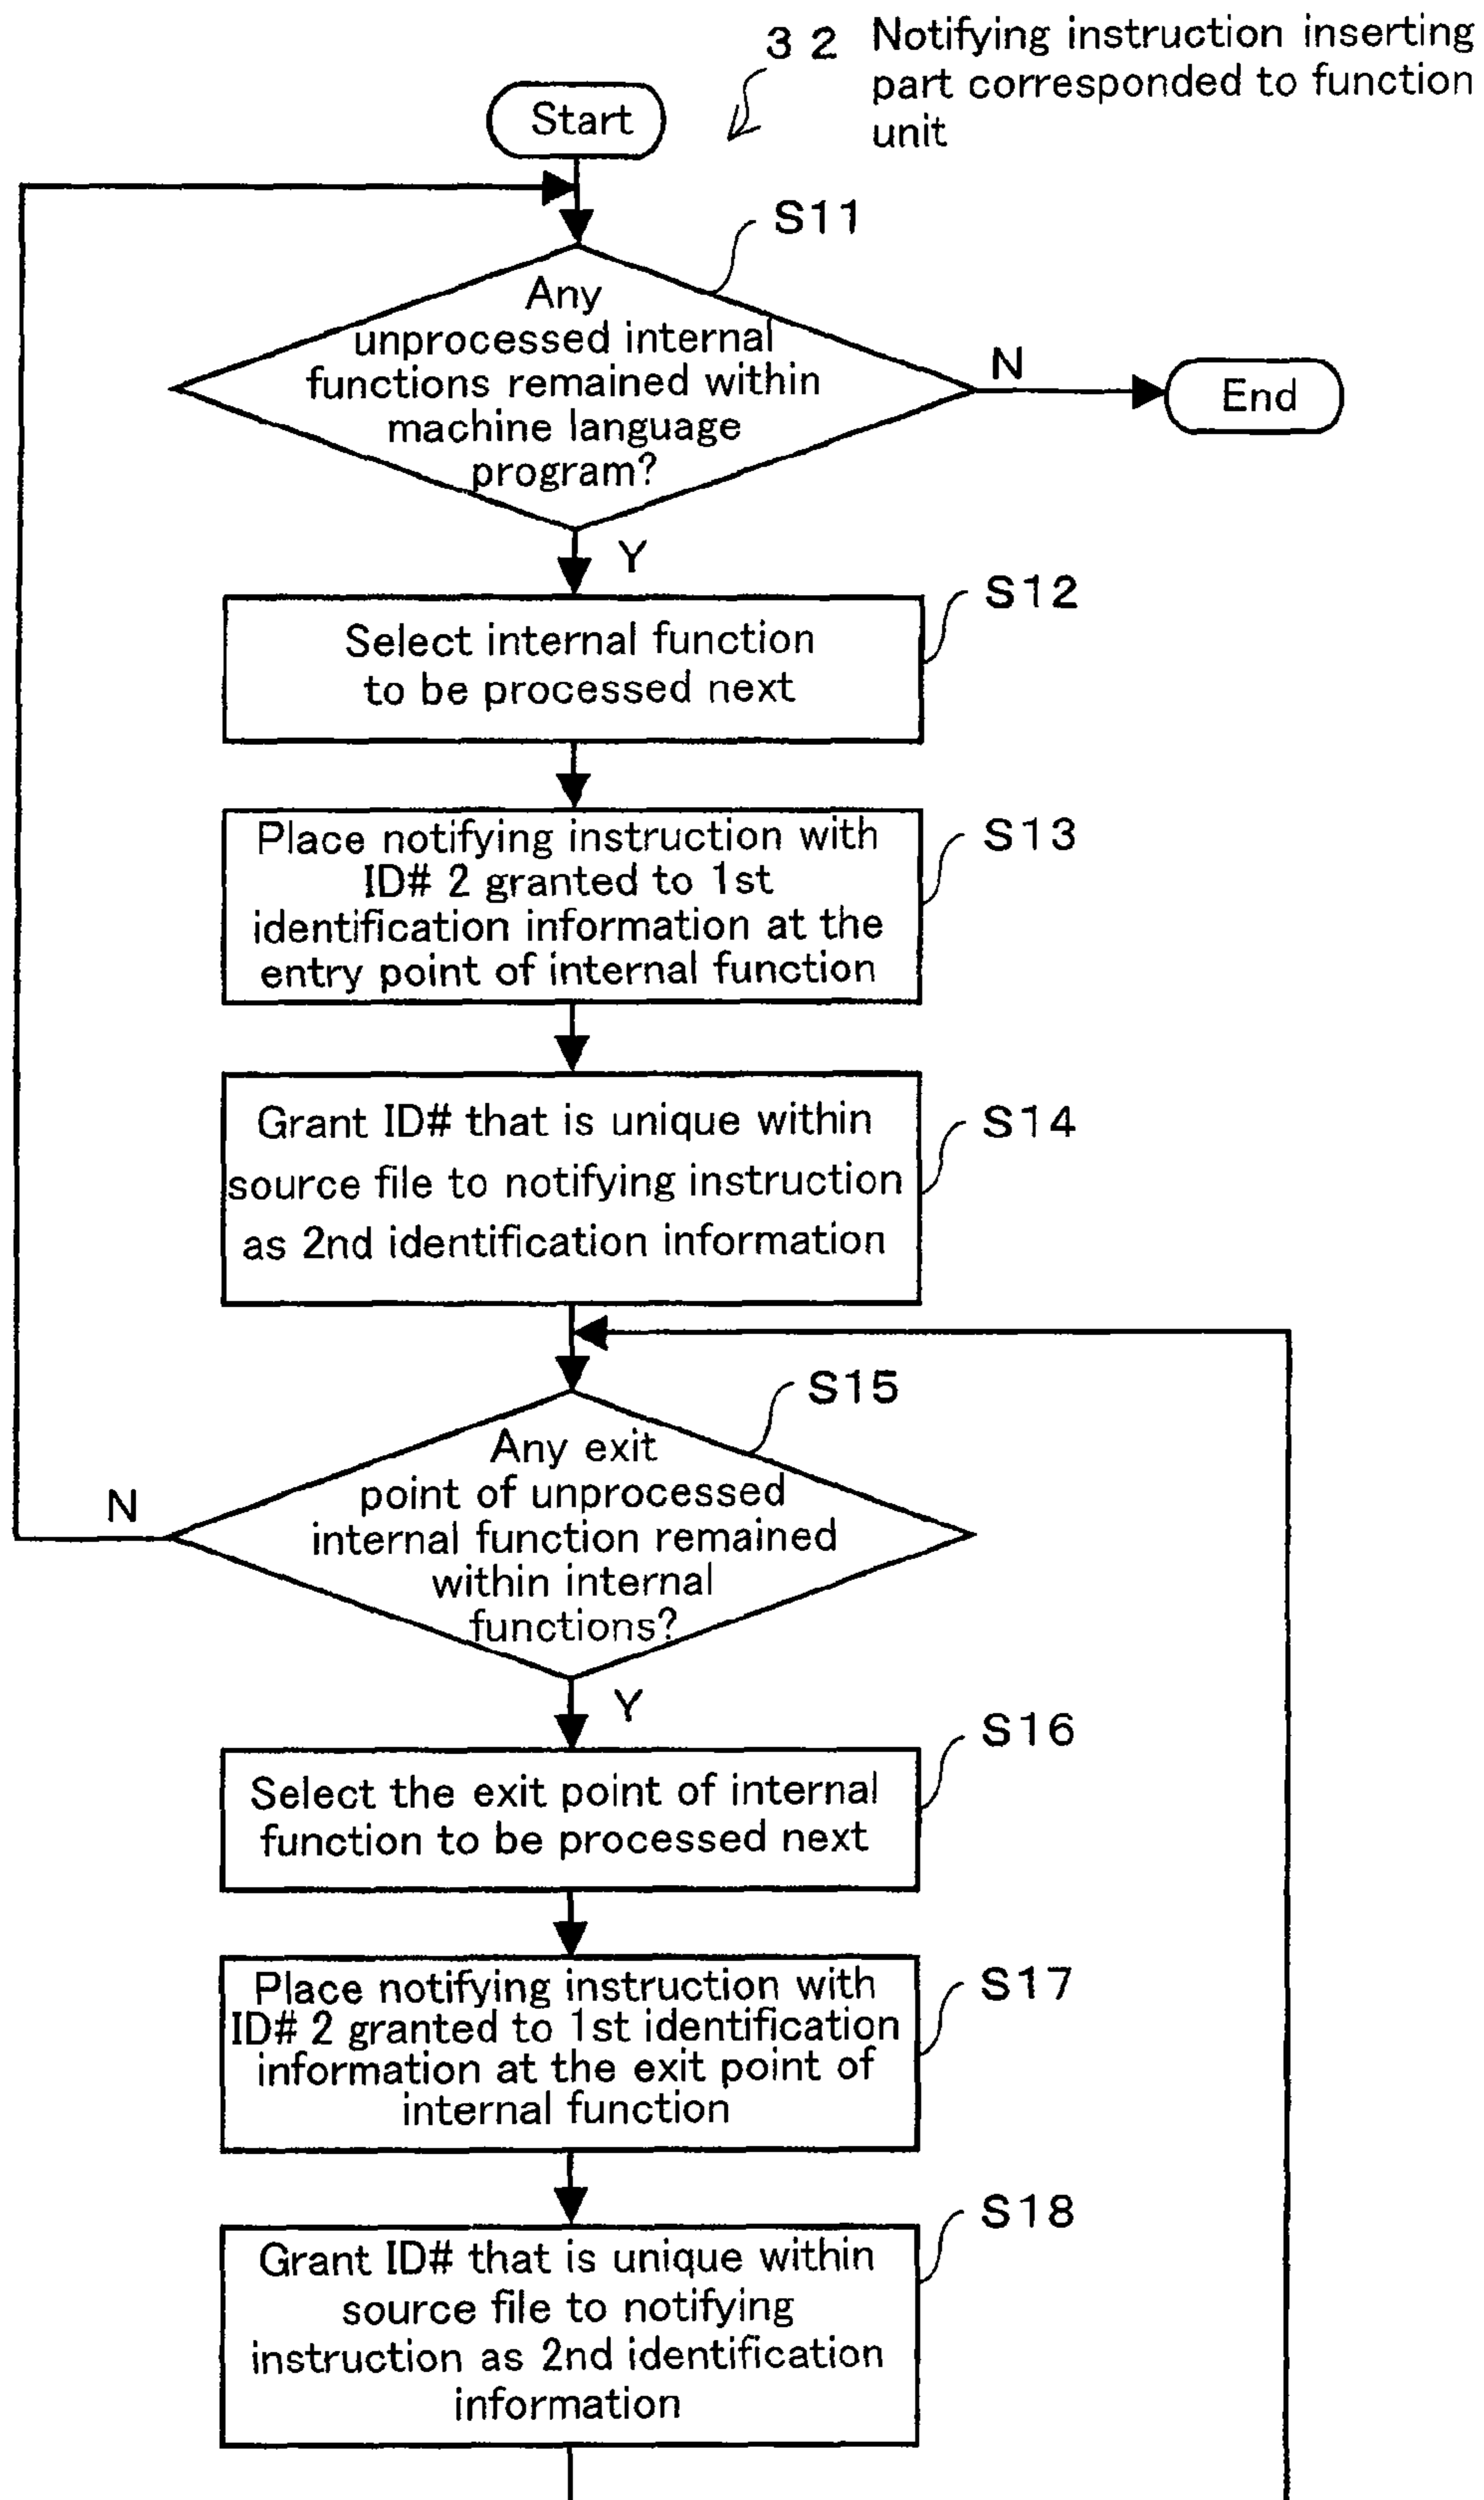 ３２ Notifying instruction inserting
part corresponded to function
unit
Start
S11
Any
unprocessed internal
functions remained within
machine language
program?
N
End
Y
S12
Select internal function
to be processed next
S13
Place notifying instruction with
ID# 2 granted to 1st
identification information at the
entry point of internal function
S14
Grant ID# that is unique within
source file to notifying instruction
as 2nd identification information
S15
Any exit
point of unprocessed
internal function remained
within internal
functions?
N
Y
S16
Select the exit point of internal
function to be processed next
S17
Place notifying instruction with
ID# 2 granted to 1st identification
information at the exit point of
internal function
S18
Grant ID# that is unique within
source file to notifying
instruction as 2nd identification
information